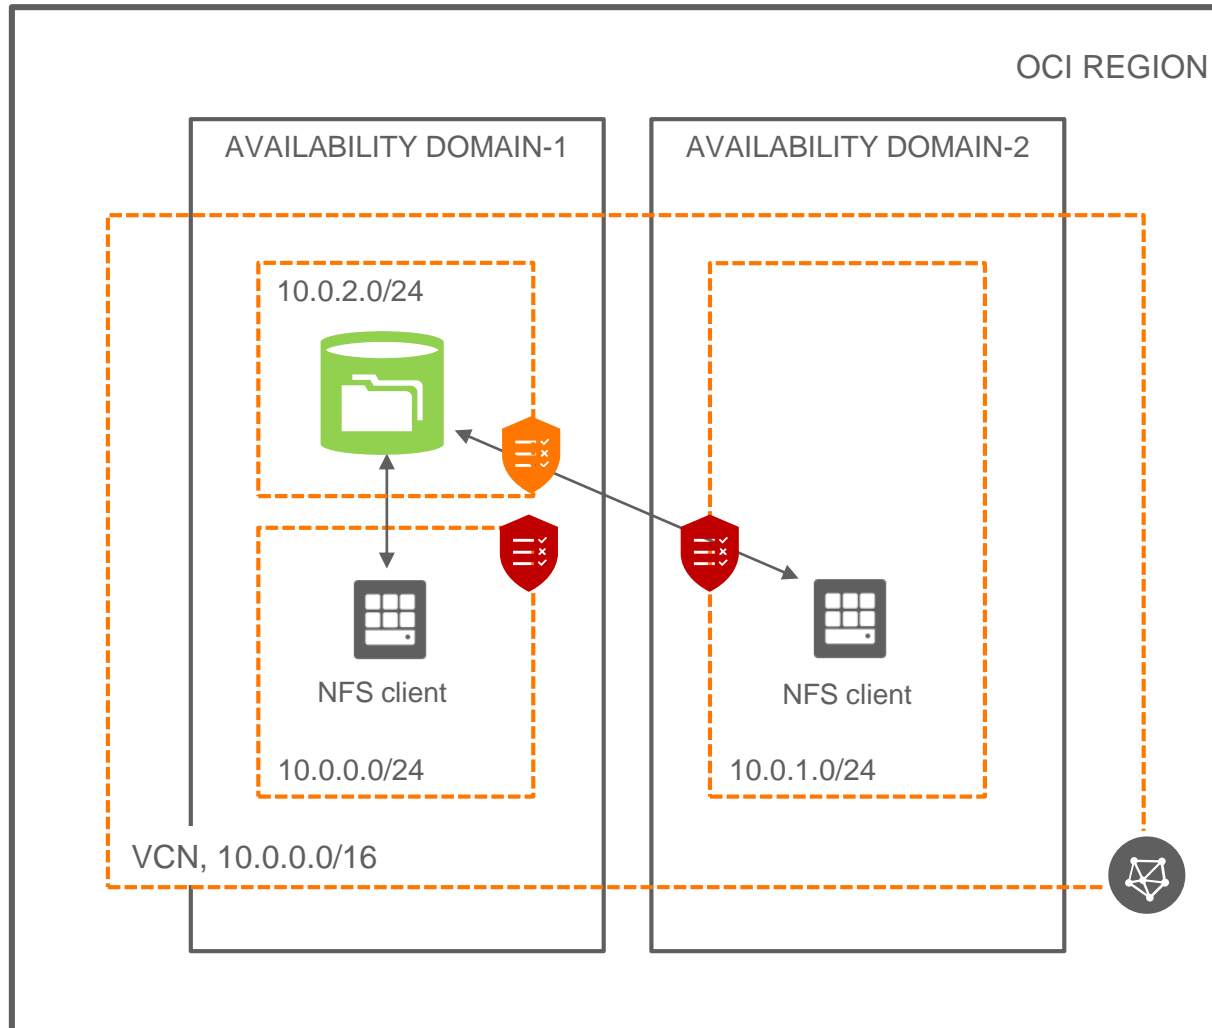 OCI REGION
AVAILABILITY DOMAIN-1
AVAILABILITY DOMAIN-2
10.0.2.0/24
NFS client
NFS client
10.0.0.0/24
10.0.1.0/24
VCN, 10.0.0.0/16